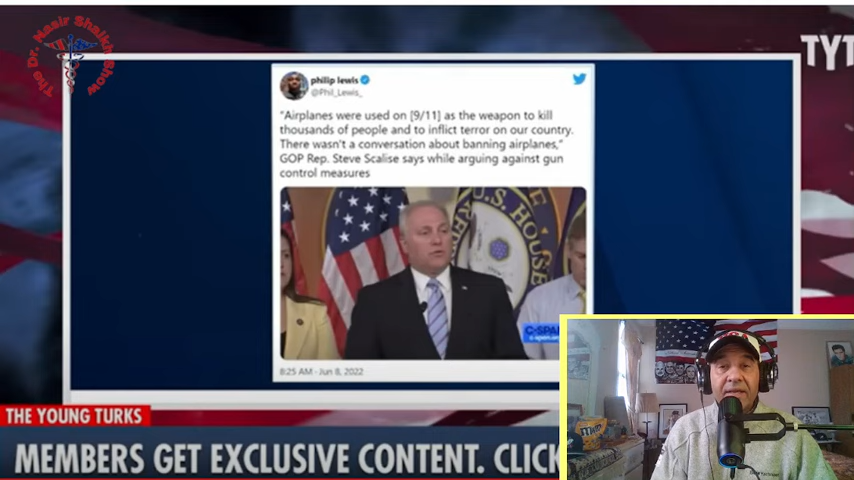 The Dr. Nasir Shaikh Show
TYT
philip lewis
@Phil_Lewis_
"Airplanes were used on [9/11] as the weapon to kill
thousands of people and to inflict terror on our country.
There wasn't a conversation about banning airplanes,"
GOP Rep. Steve Scalise says while arguing against gun
control measures
U.S. HOUSE
C-SPAN
8:25 AM - Jun 8, 2022
THE YOUNG TURKS
MEMBERS GET EXCLUSIVE CONTENT. CLICK